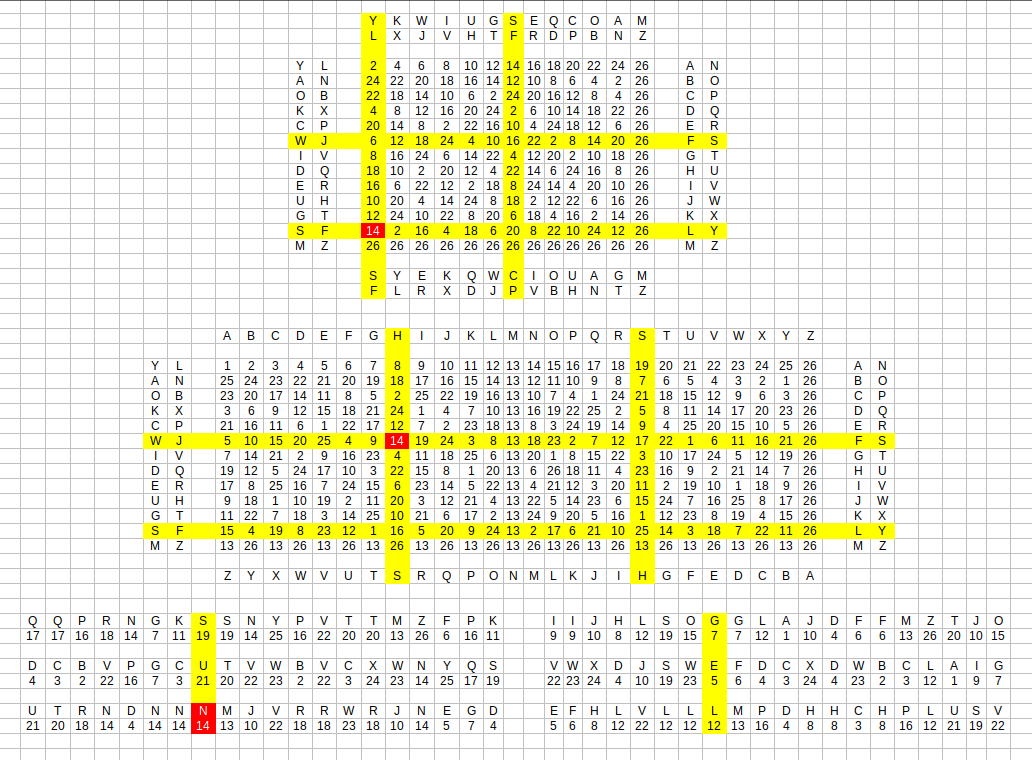 Y K W I U G S E Q C O A M
L X J V H T F R D P B N Z
Y L 2 4 6 8 10 12 14 16 18 20 22 24 26 A N
A N 24 22 20 18 16 14 12 10 8 6 4 2 26 B O
O B 22 18 14 10 6 2 24 20 16 12 8 4 26 C P
K X 4 8 12 16 20 24 2 6 10 14 18 22 26 D Q
C P 20 14 8 2 22 16 10 4 24 18 12 6 26 E R
W J 6 12 18 24 4 10 16 22 2 8 14 20 26 F S
I V 8 16 24 6 14 22 4 12 20 2 10 18 26 G T
D Q 18 10 2 20 12 4 22 14 6 24 16 8 26 H U
E R 16 6 22 12 2 18 8 24 14 4 20 10 26 I V
U H 10 20 4 14 24 8 18 2 12 22 6 16 26 J W
G T 12 24 10 22 8 20 6 18 4 16 2 14 26 K X
S F 14 2 16 4 18 6 20 8 22 10 24 12 26 L Y
M Z 26 26 26 26 26 26 26 26 26 26 26 26 26 M Z
S Y E K Q W C I O U A G M
F L R X D J P V B H N T Z
A B C D E F G H I J K L M N O P Q R S T U V W X Y Z
Y L 1 2 3 4 5 6 7 8 9 10 11 12 13 14 15 16 17 18 19 20 21 22 23 24 25 26 A N
A N 25 24 23 22 21 20 19 18 17 16 15 14 13 12 11 10 9 8 7 6 5 4 3 2 1 26 B O
O B 23 20 17 14 11 8 5 2 25 22 19 16 13 10 7 4 1 24 21 18 15 12 9 6 3 26 C P
K X 3 6 9 12 15 18 21 24 1 4 7 10 13 16 19 22 25 2 5 8 11 14 17 20 23 26 D Q
C P 21 16 11 6 1 22 17 12 7 2 23 18 13 8 3 24 19 14 9 4 25 20 15 10 5 26 E R
W J 5 10 15 20 25 4 9 14 19 24 3 8 13 18 23 2 7 12 17 22 1 6 11 16 21 26 F S
I V 7 14 21 2 9 16 23 4 11 18 25 6 13 20 1 8 15 22 3 10 17 24 5 12 19 26 G T
D Q 19 12 5 24 17 10 3 22 15 8 1 20 13 6 26 18 11 4 23 16 9 2 21 14 7 26 H U
E R 17 8 25 16 7 24 15 6 23 14 5 22 13 4 21 12 3 20 11 2 19 10 1 18 9 26 I V
U H 9 18 1 10 19 2 11 20 3 12 21 4 13 22 5 14 23 6 15 24 7 16 25 8 17 26 J W
G T 11 22 7 18 3 14 25 10 21 6 17 2 13 24 9 20 5 16 1 12 23 8 19 4 15 26 K X
S F 15 4 19 8 23 12 1 16 5 20 9 24 13 2 17 6 21 10 25 14 3 18 7 22 11 26 L Y
M Z 13 26 13 26 13 26 13 26 13 26 13 26 13 26 13 26 13 26 13 26 13 26 13 26 13 26 M Z
Z Y X W V U T S R Q P O N M L K J I H G F E D C B A
Q Q P R N G K S S N Y P V T T M Z F P K I I J H L S O G G L A J D F F M Z T J O
17 17 16 18 14 7 11 19 19 14 25 16 22 20 20 13 26 6 16 11 9 9 10 8 12 19 15 7 7 12 1 10 4 6 6 13 26 20 10 15
D C B V P G C U T V W B V C X W N Y Q S V W X D J S W E F D C X D W B C L A I G
4 3 2 22 16 7 3 21 20 22 23 2 22 3 24 23 14 25 17 19 22 23 24 4 10 19 23 5 6 4 3 24 4 23 2 3 12 1 9 7
U T R N D N N N M J V R R W R J N E G D E F H L V L L L M P D H H C H P L U S V
21 20 18 14 4 14 14 14 13 10 22 18 18 23 18 10 14 5 7 4 5 6 8 12 22 12 12 12 13 16 4 8 8 3 8 16 12 21 19 22